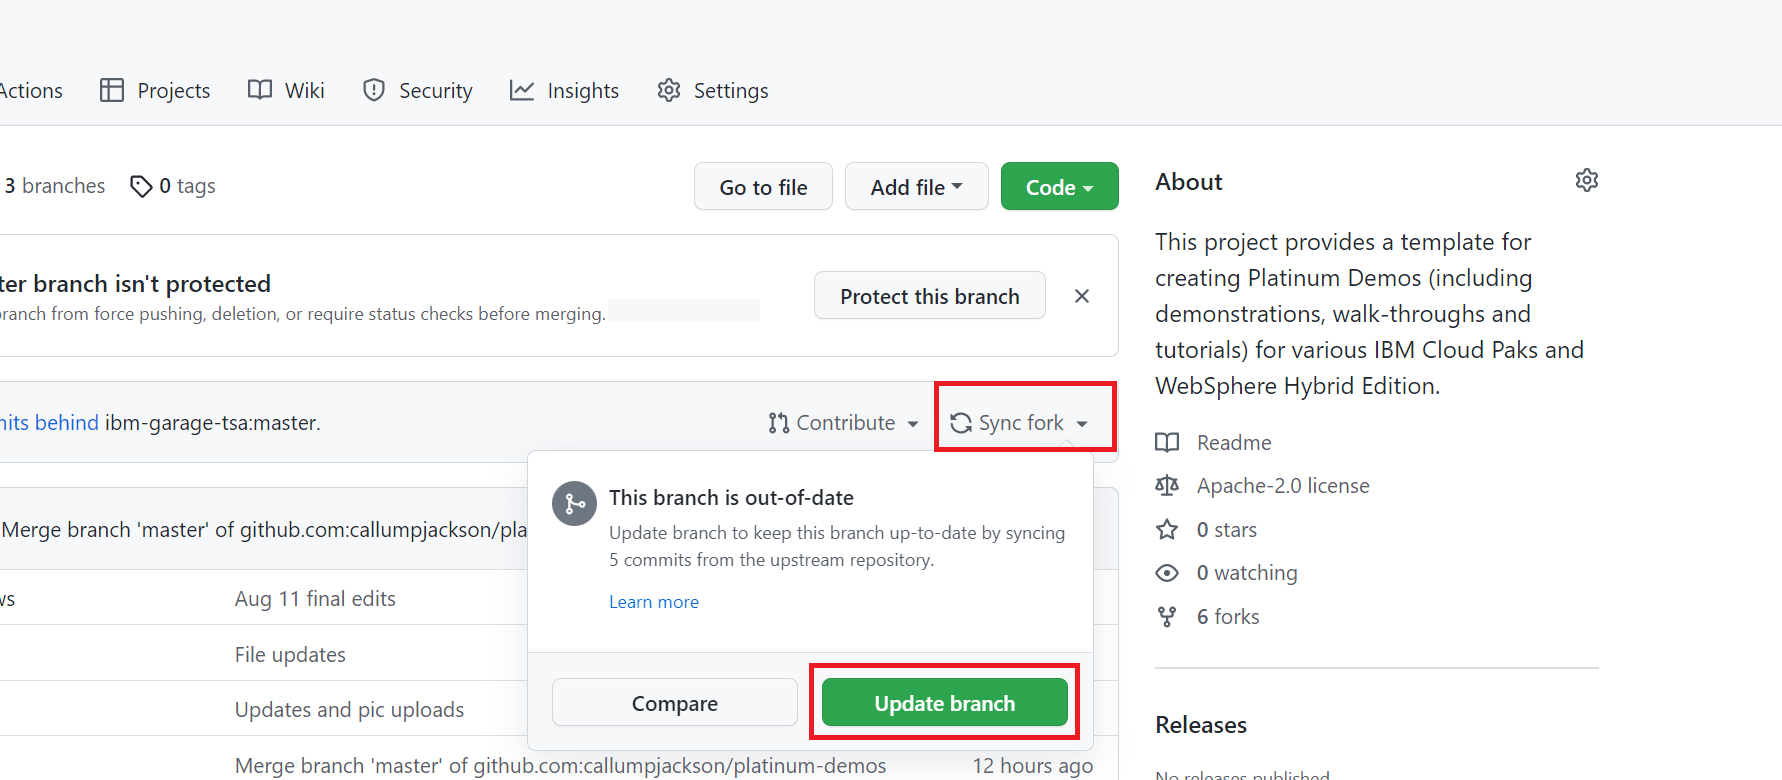 Actions Projects Wiki Security Insights Settings
3 branches 0 tags Go to file Add file Code
ter branch isn't protected
branch from force pushing, deletion, or require status checks before merging.
Protect this branch
mits behind ibm-garage-tsa:master. Contribute Sync fork
This branch is out-of-date
Update branch to keep this branch up-to-date by syncing
5 commits from the upstream repository.
Learn more
Compare Update branch
Merge branch 'master' of github.com:callumpjackson/pla
ws Aug 11 final edits
File updates
Updates and pic uploads
Merge branch 'master' of github.com:callumpjackson/platinum-demos 12 hours ago
About
This project provides a template for
creating Platinum Demos (including
demonstrations, walk-throughs and
tutorials) for various IBM Cloud Paks and
WebSphere Hybrid Edition.
Readme
Apache-2.0 license
0 stars
0 watching
6 forks
Releases
No releases published